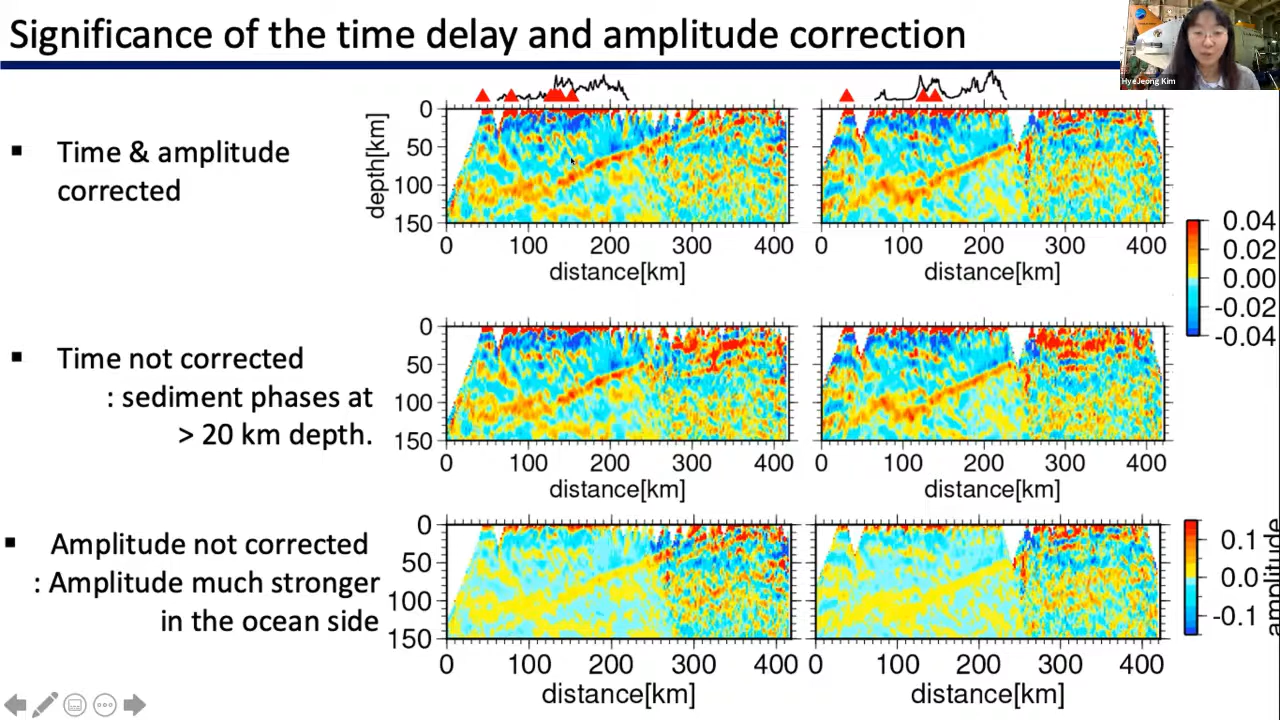 Significance of the time delay and amplitude correction
HyeJeong Kim
▪ Time & amplitude
corrected
depth[km]
0
50
100
150
0 100 200 300 400
distance[km]
0 100 200 300 400
distance[km]
0.04
0.02
0.00
-0.02
-0.04
▪ Time not corrected
: sediment phases at
> 20 km depth.
0
50
100
150
0 100 200 300 400
distance[km]
0 100 200 300 400
distance[km]
▪ Amplitude not corrected
: Amplitude much stronger
in the ocean side
0
50
100
150
0 100 200 300 400
distance[km]
0 100 200 300 400
distance[km]
0.1
0.0
-0.1
amplitude